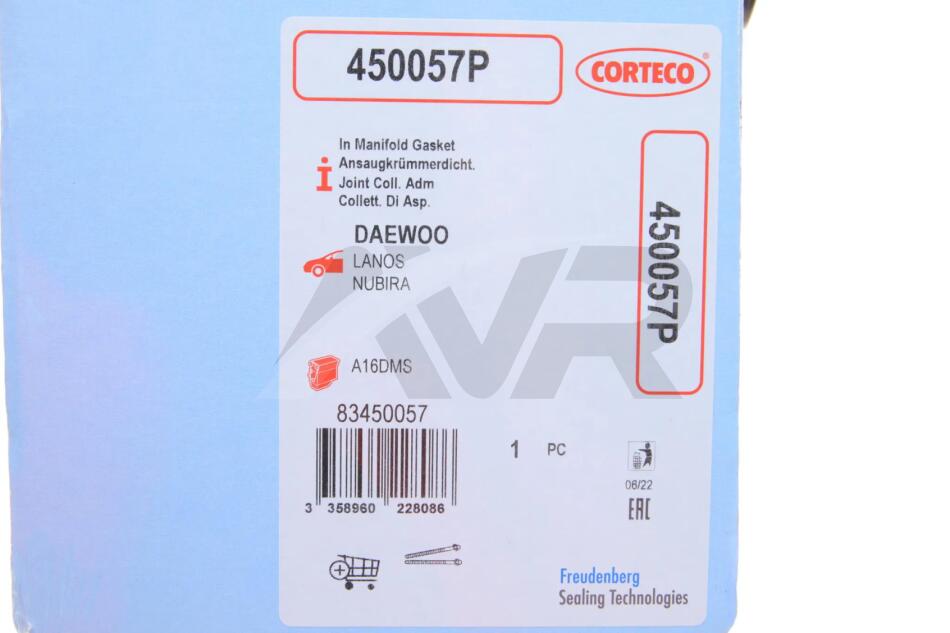 450057P
CORTECO®
In Manifold Gasket
Ansaugkrümmerdicht.
Joint Coll. Adm
Collett. Di Asp.
DAEWOO
LANOS
NUBIRA
450057P
A16DMS
83450057
3 358960 228086
1 PC
06/22
EAC
Freudenberg
Sealing Technologies
AVR